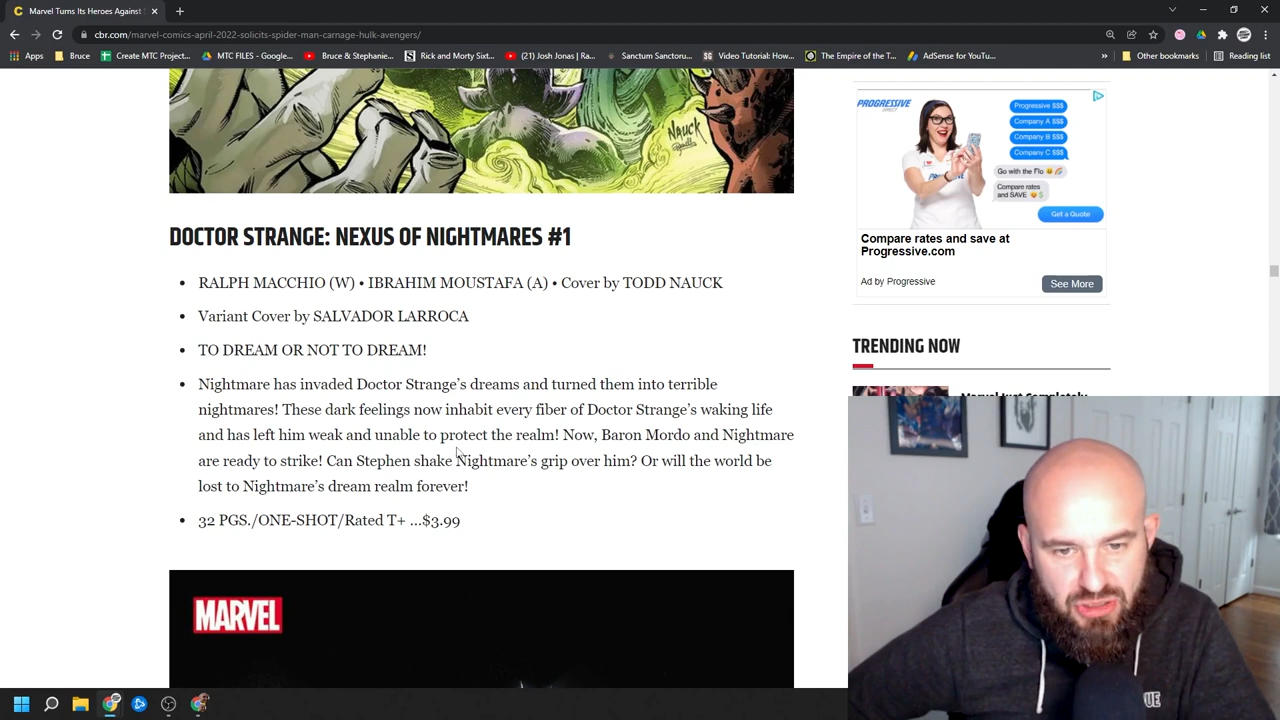 Marvel Turns Its Heroes Against
cbr.com/marvel-comics-april-2022-solicits-spider-man-carnage-hulk-avengers/
Apps Bruce Create MTC Project... MTC FILES - Google... Bruce & Stephanie... Rick and Morty Sixt... (21) Josh Jonas | Ra... Sanctum Sanctoru... Video Tutorial: How... The Empire of the T... AdSense for YouTu... » Other bookmarks Reading list
NAUCK
DOCTOR STRANGE: NEXUS OF NIGHTMARES #1
• RALPH MACCHIO (W) • IBRAHIM MOUSTAFA (A) • Cover by TODD NAUCK
• Variant Cover by SALVADOR LARROCA
• TO DREAM OR NOT TO DREAM!
• Nightmare has invaded Doctor Strange’s dreams and turned them into terrible
nightmares! These dark feelings now inhabit every fiber of Doctor Strange’s waking life
and has left him weak and unable to protect the realm! Now, Baron Mordo and Nightmare
are ready to strike! Can Stephen shake Nightmare’s grip over him? Or will the world be
lost to Nightmare’s dream realm forever!
• 32 PGS./ONE-SHOT/Rated T+ …$3.99
MARVEL
PROGRESSIVE
DIRECT
Progressive $$$
Company A $$$
Company B $$$
Company C $$$
Go with the Flo
Compare rates
and SAVE
Get a Quote
Compare rates and save at
Progressive.com
Ad by Progressive
See More
TRENDING NOW
Marvel Just Completely